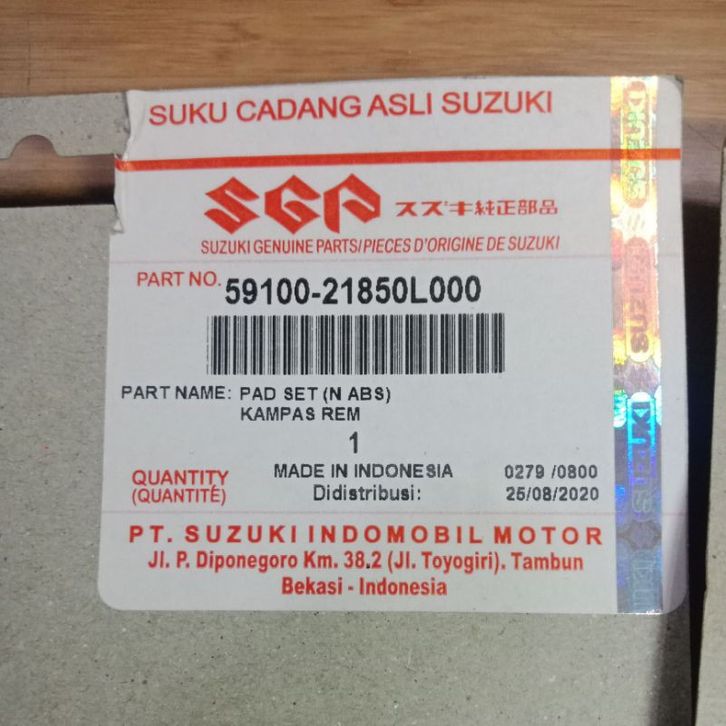 SUKU CADANG ASLI SUZUKI
SGP スズキ純正部品
SUZUKI GENUINE PARTS/PIECES D'ORIGINE DE SUZUKI
PART NO. 59100-21850L000
PART NAME: PAD SET (N ABS)
KAMPAS REM
1
QUANTITY MADE IN INDONESIA 0279 /0800
(QUANTITÉ) Didistribusi: 25/08/2020
PT. SUZUKI INDOMOBIL MOTOR
Jl. P. Diponegoro Km. 38.2 (Jl. Toyogiri). Tambun
Bekasi - Indonesia
SUZUKI
SUZUKI